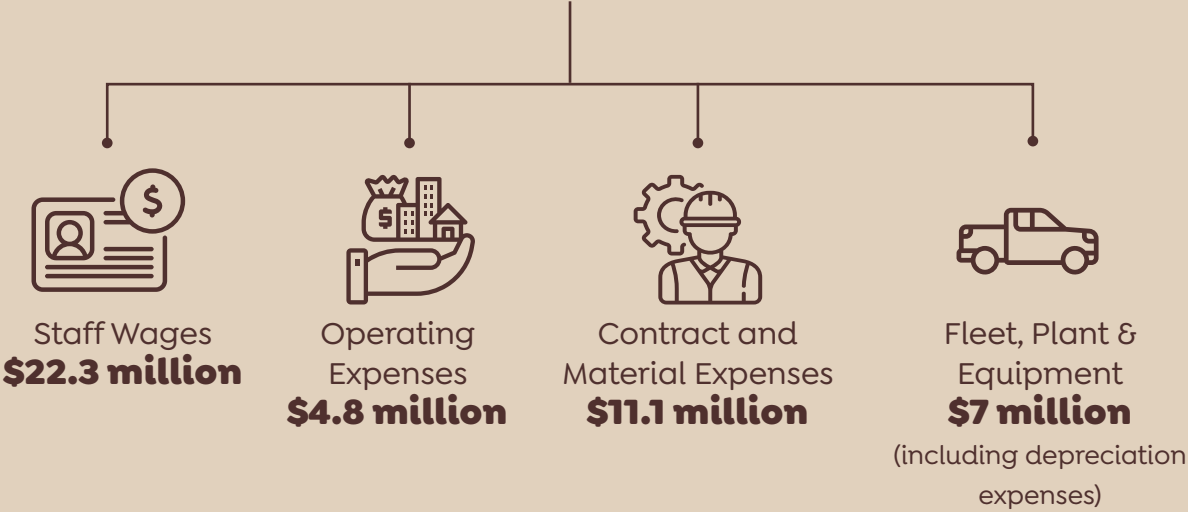 $
$
Staff Wages
$22.3 million
Operating
Expenses
$4.8 million
Contract and
Material Expenses
$11.1 million
Fleet, Plant &
Equipment
$7 million
(including depreciation
expenses)